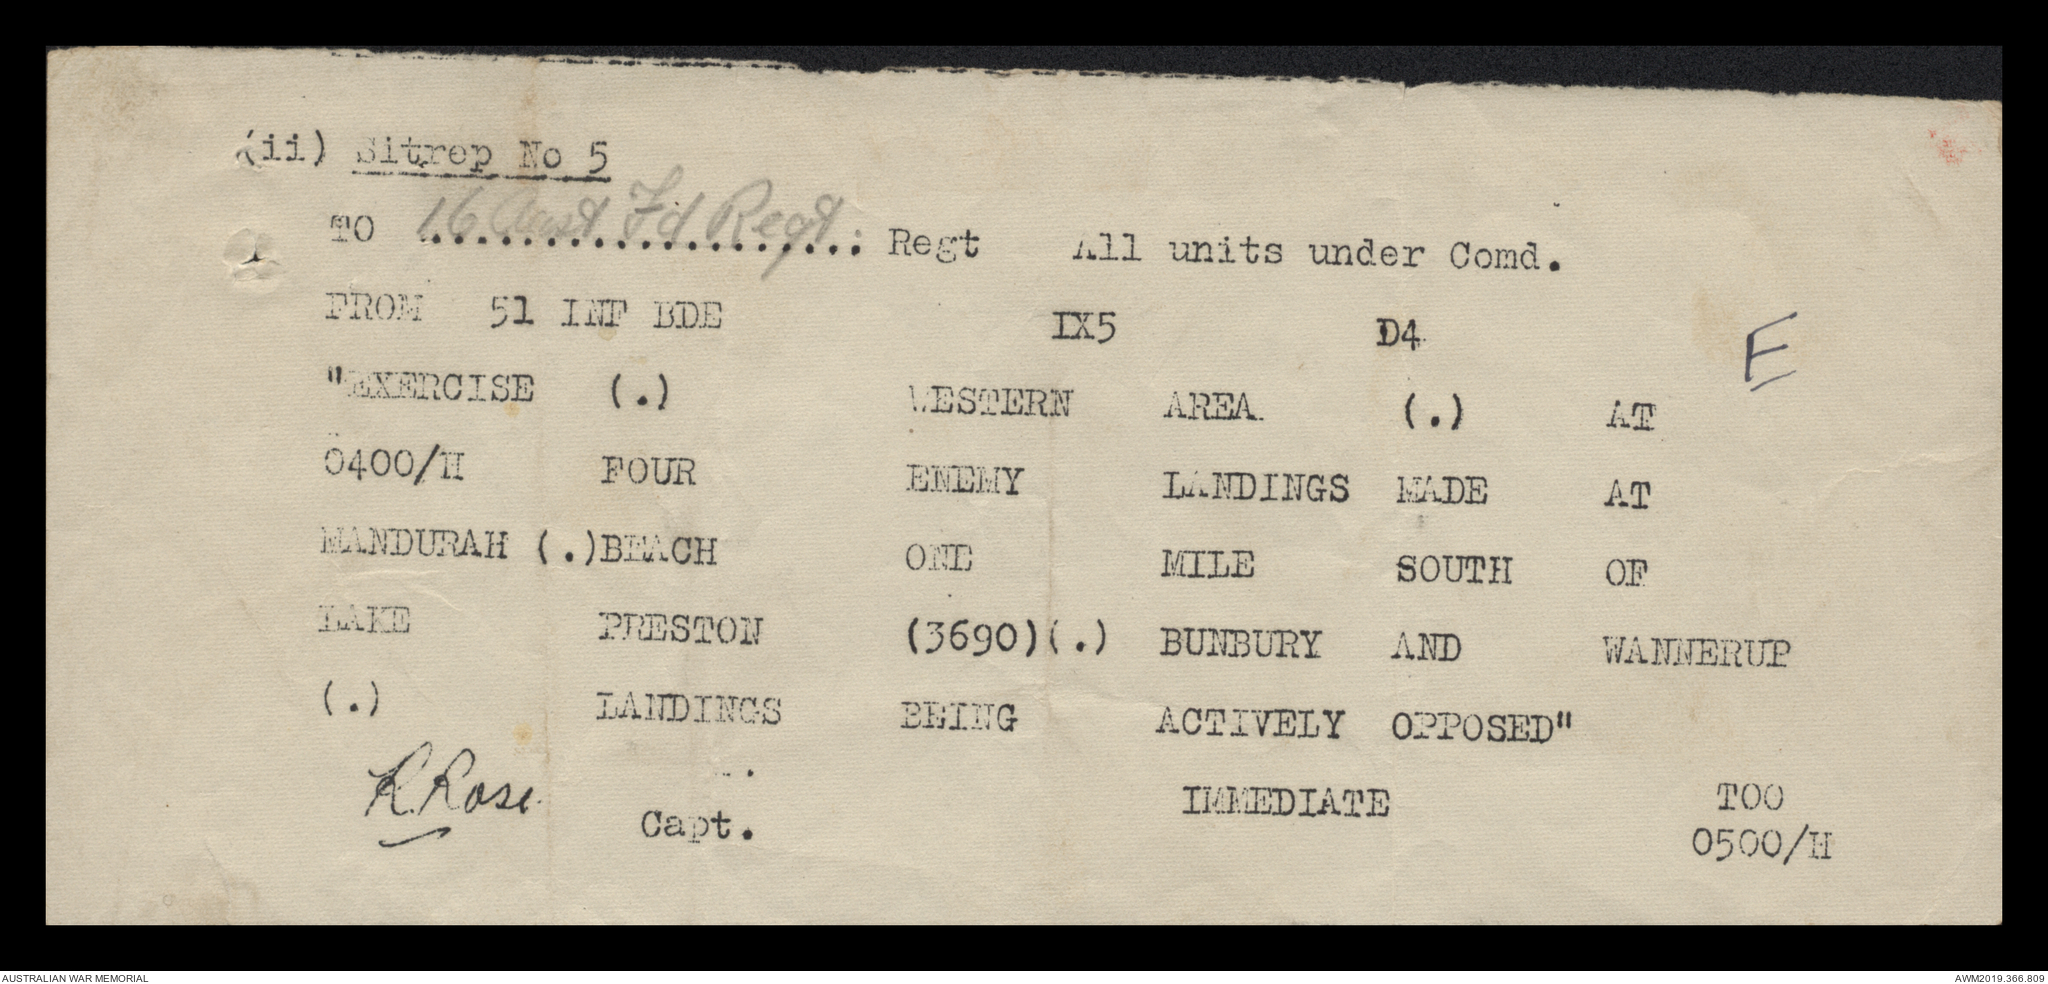 (ii) Sitrep No 5
TO 16 Aust Fd Regt ................... Regt All units under Comd.
FROM 51 INF BDE IX5 D4
E
"EXERCISE (.) WESTERN AREA (.) AT
0400/H FOUR ENEMY LANDINGS MADE AT
MANDURAH (.) BEACH ONE MILE SOUTH OF
LAKE PRESTON (3690)(.) BUNBURY AND WANNERUP
(.) LANDINGS BEING ACTIVELY OPPOSED"
R Rose
Capt. IMMEDIATE TOO
0500/H
AUSTRALIAN WAR MEMORIAL AWM2019.366.809